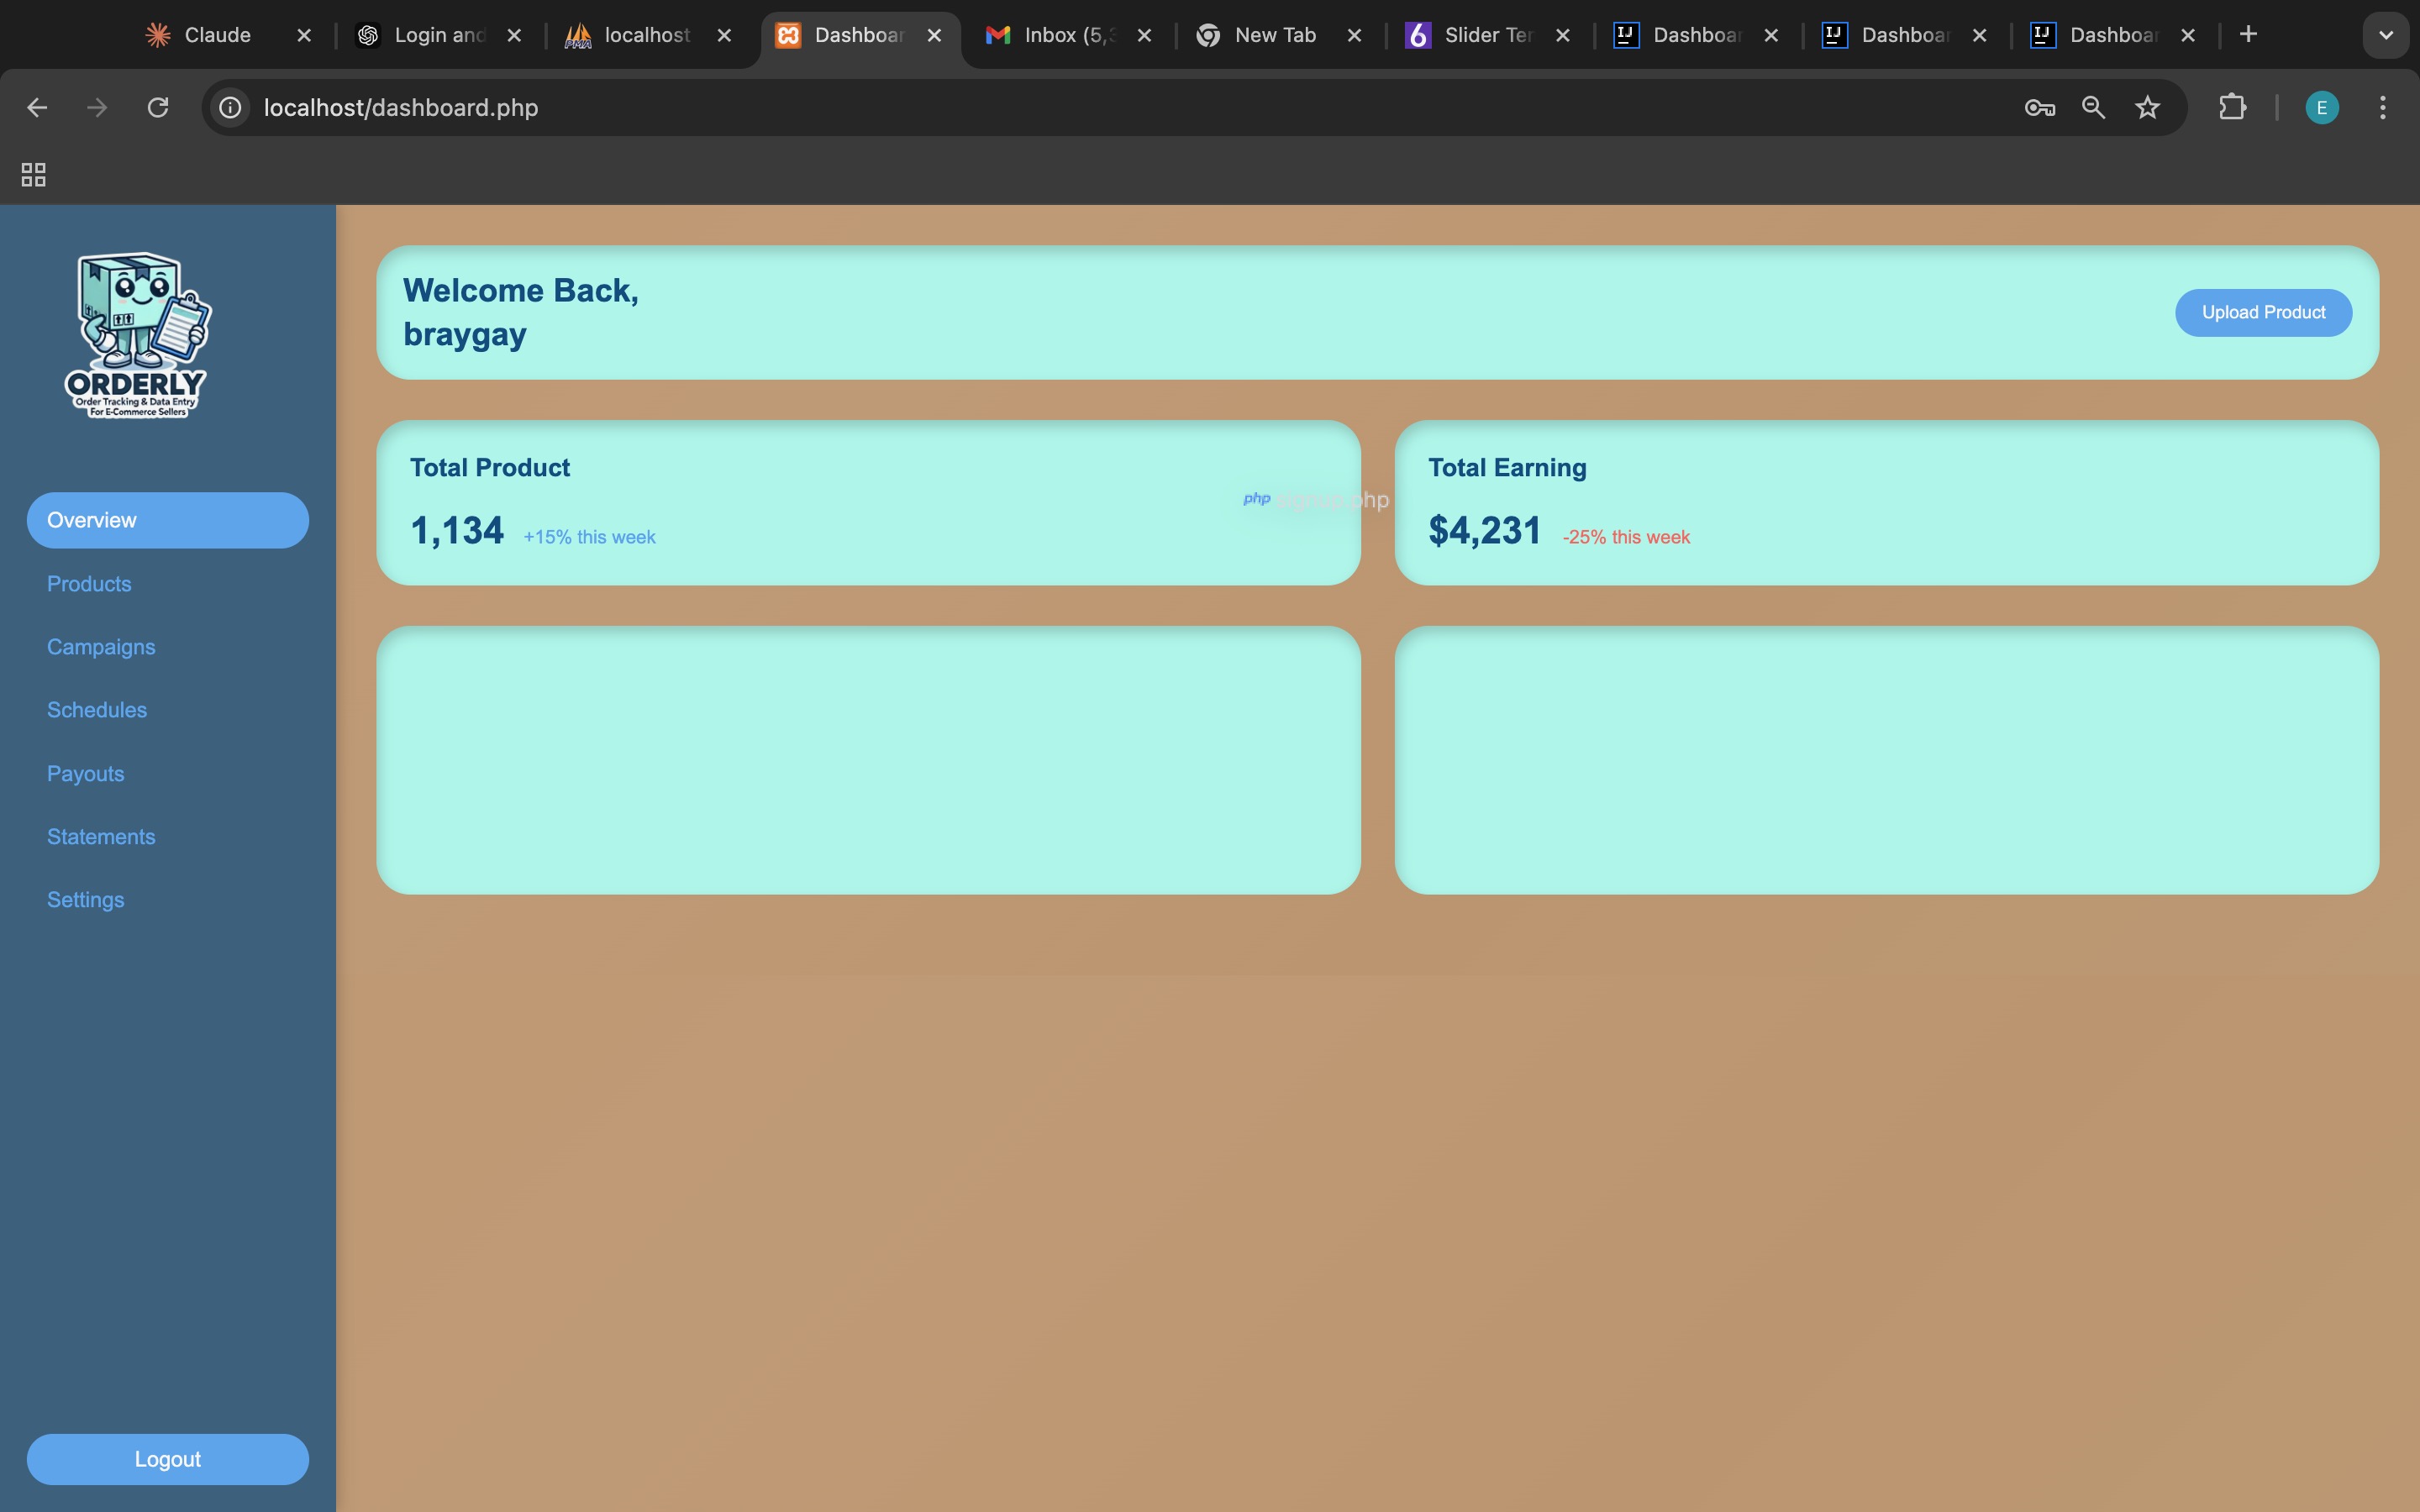 Claude
Login and
localhost
Dashboar
Inbox (5,3
New Tab
Slider Ter
Dashboar
Dashboar
Dashboar
localhost/dashboard.php
E
ORDERLY
Order Tracking & Data Entry
For E-Commerce Sellers
Overview
Products
Campaigns
Schedules
Payouts
Statements
Settings
Logout
Welcome Back,
braygay
Upload Product
Total Product
1,134 +15% this week
php signup.php
Total Earning
$4,231 -25% this week